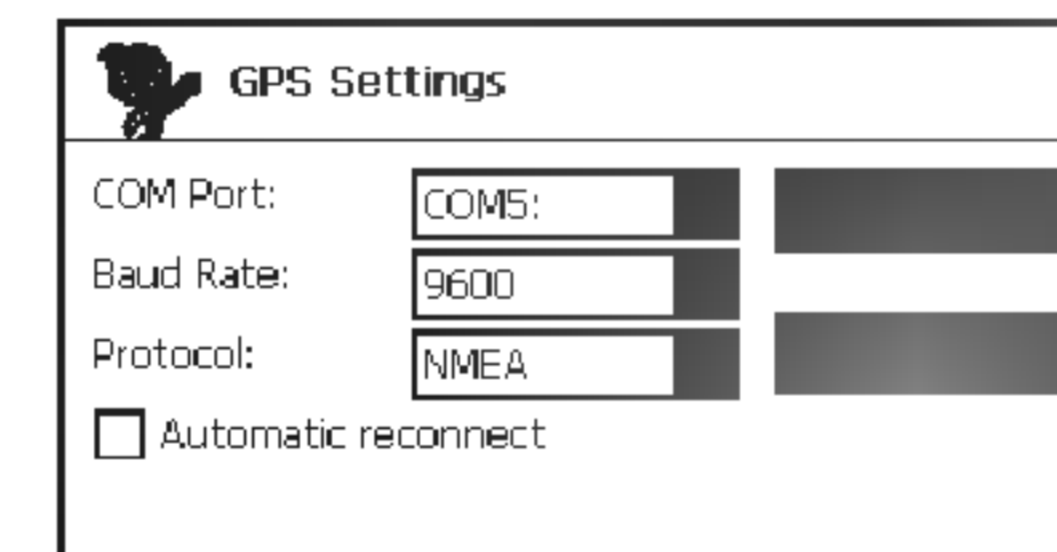 GPS Settings
COM Port: COM5:
Baud Rate: 9600
Protocol: NMEA
Automatic reconnect